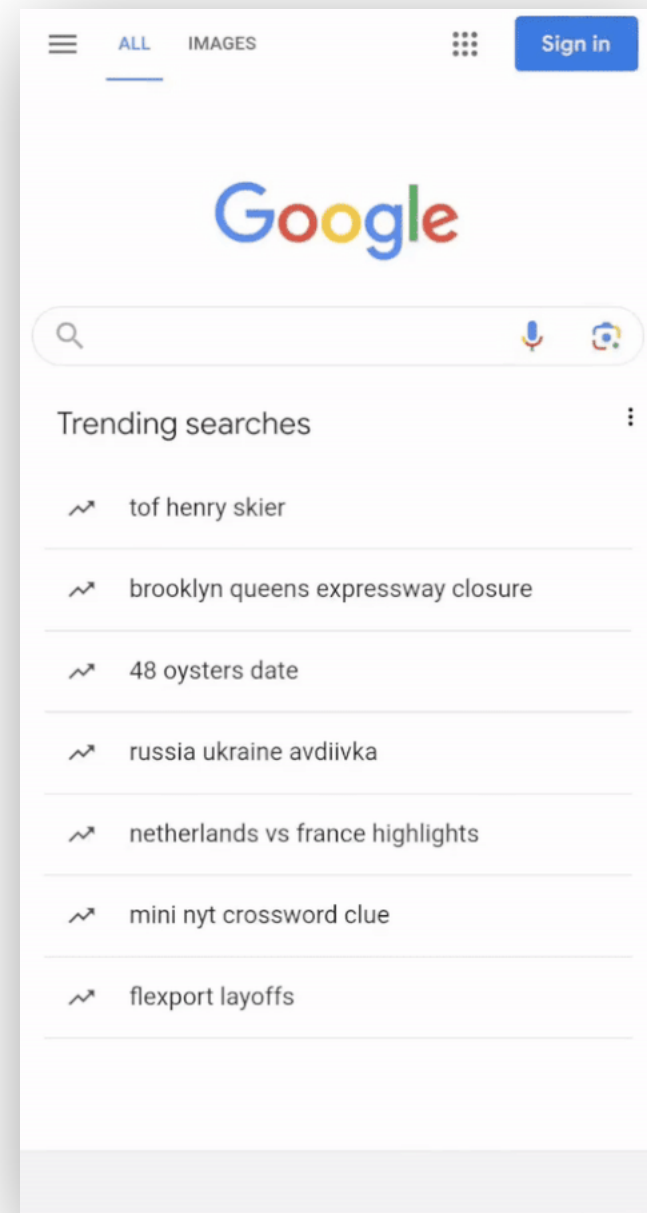 ALL IMAGES Sign in
Google
Trending searches
tof henry skier
brooklyn queens expressway closure
48 oysters date
russia ukraine avdiivka
netherlands vs france highlights
mini nyt crossword clue
flexport layoffs